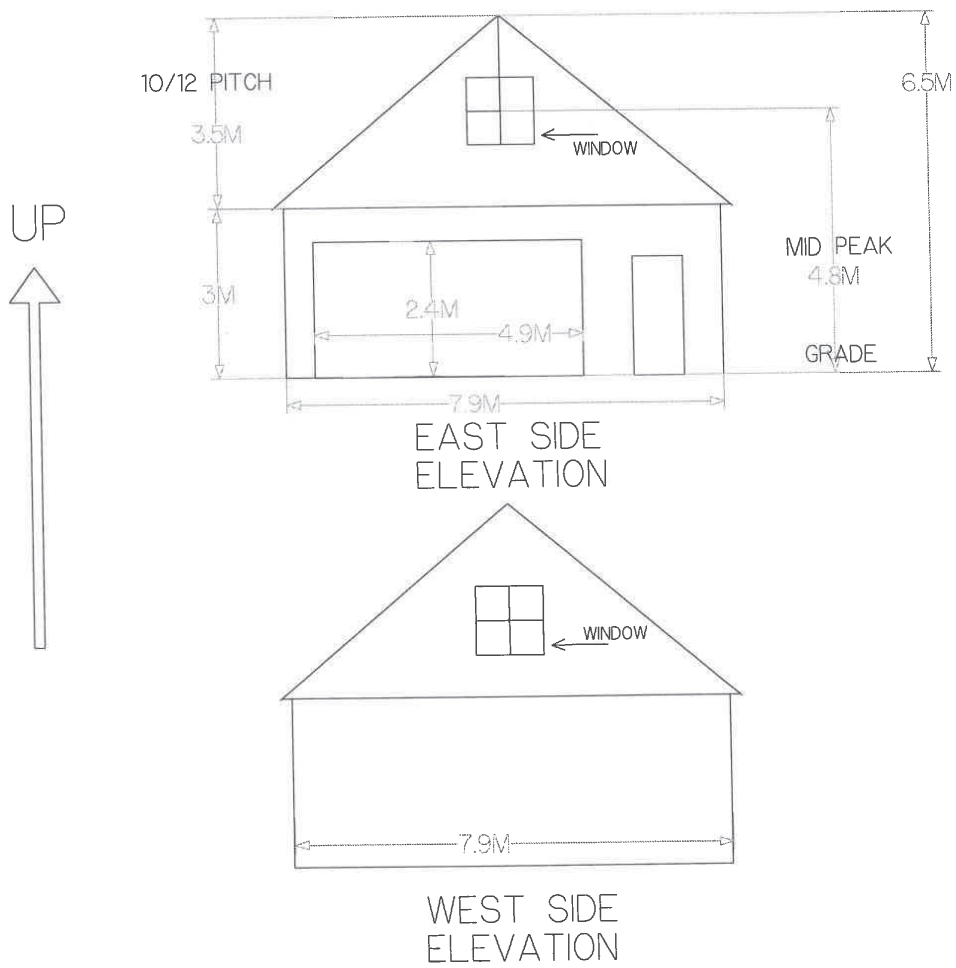 10/12 PITCH
3.5M
6.5M
WINDOW
UP
MID PEAK
4.8M
3M
2.4M
4.9M
GRADE
7.9M
EAST SIDE
ELEVATION
WINDOW
7.9M
WEST SIDE
ELEVATION